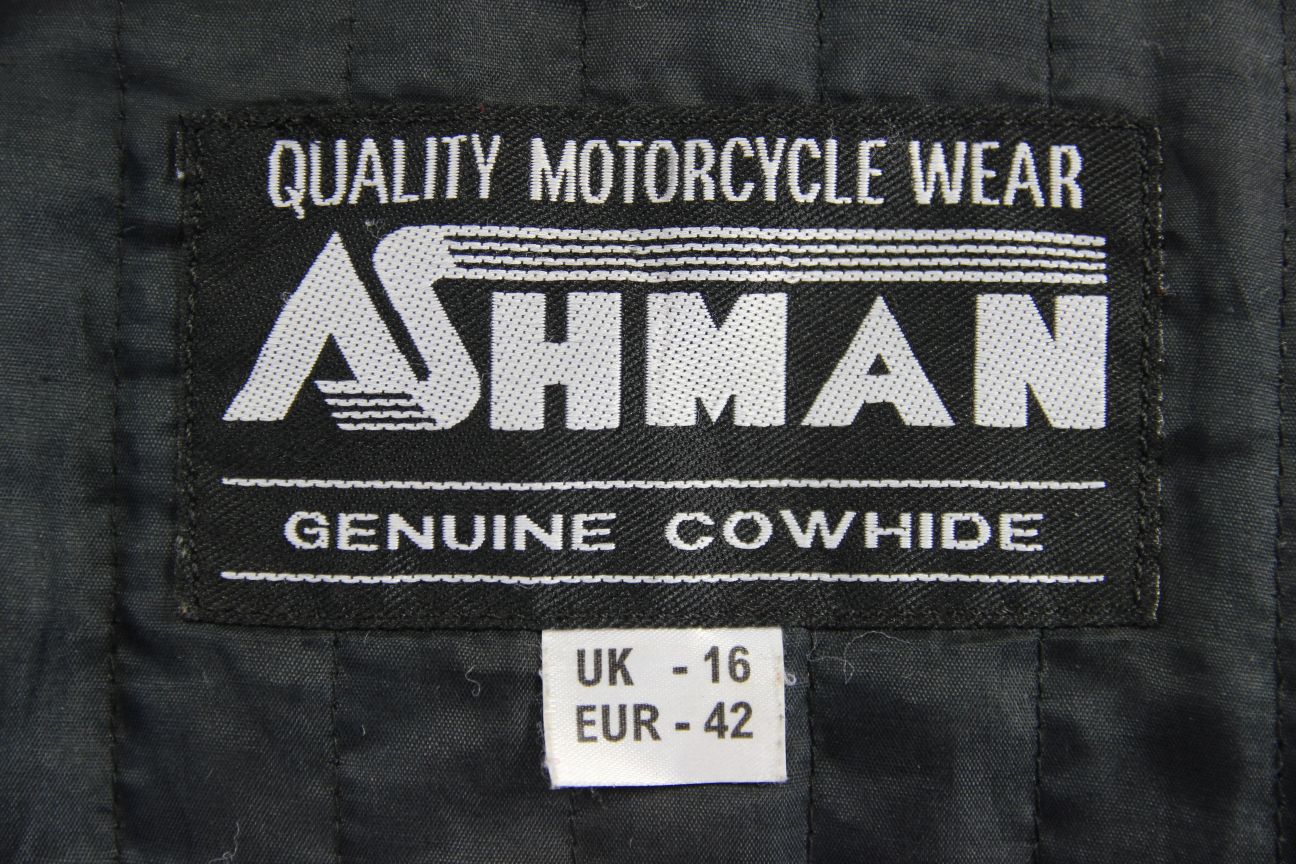 QUALITY MOTORCYCLE WEAR
ASHMAN
GENUINE COWHIDE
UK - 16
EUR - 42